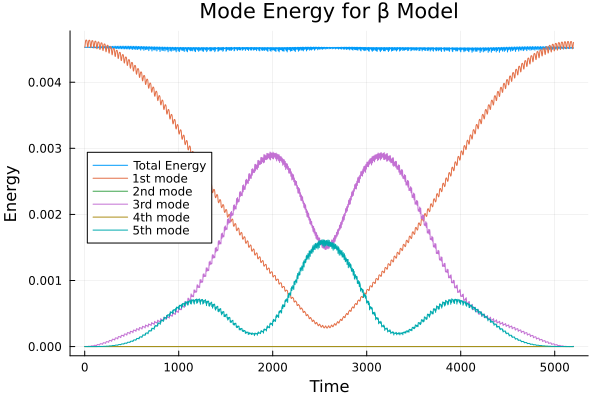 Mode Energy for β Model
Energy
0.004
0.003
0.002
0.001
0.000
Total Energy
1st mode
2nd mode
3rd mode
4th mode
5th mode
0 1000 2000 3000 4000 5000
Time